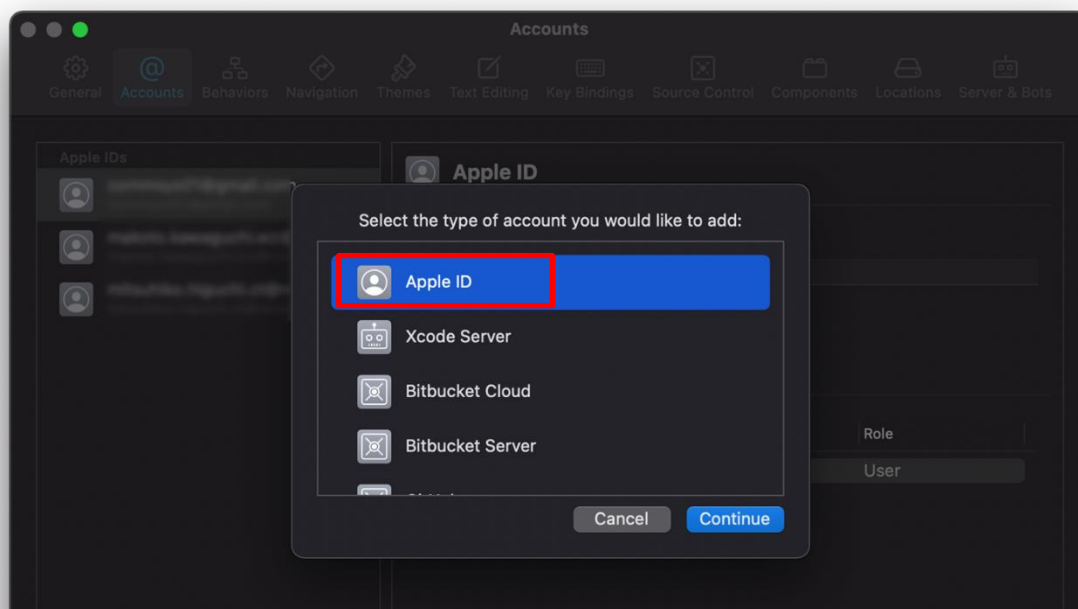 Accounts
General Accounts Behaviors Navigation Themes Text Editing Key Bindings Source Control Components Locations Server & Bots
Apple IDs
Apple ID
Select the type of account you would like to add:
Apple ID
Xcode Server
Bitbucket Cloud
Bitbucket Server
Role
User
Cancel Continue